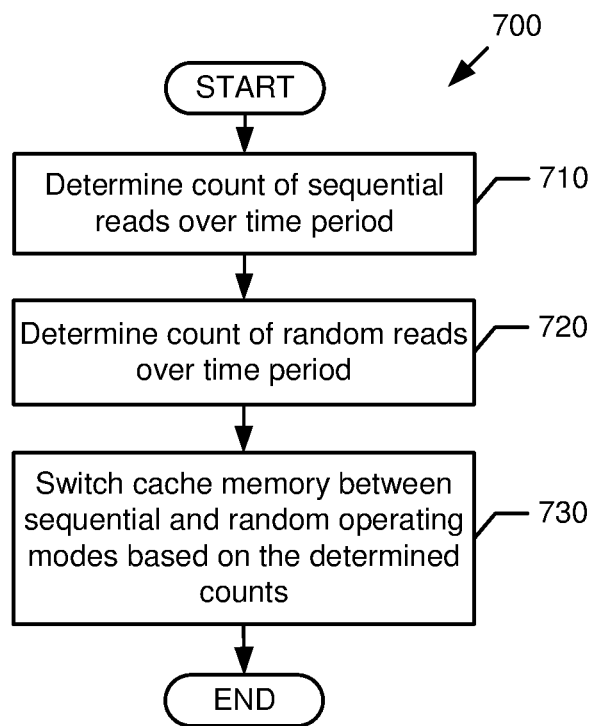 700
START
Determine count of sequential
reads over time period
710
Determine count of random reads
over time period
720
Switch cache memory between
sequential and random operating
modes based on the determined
counts
730
END